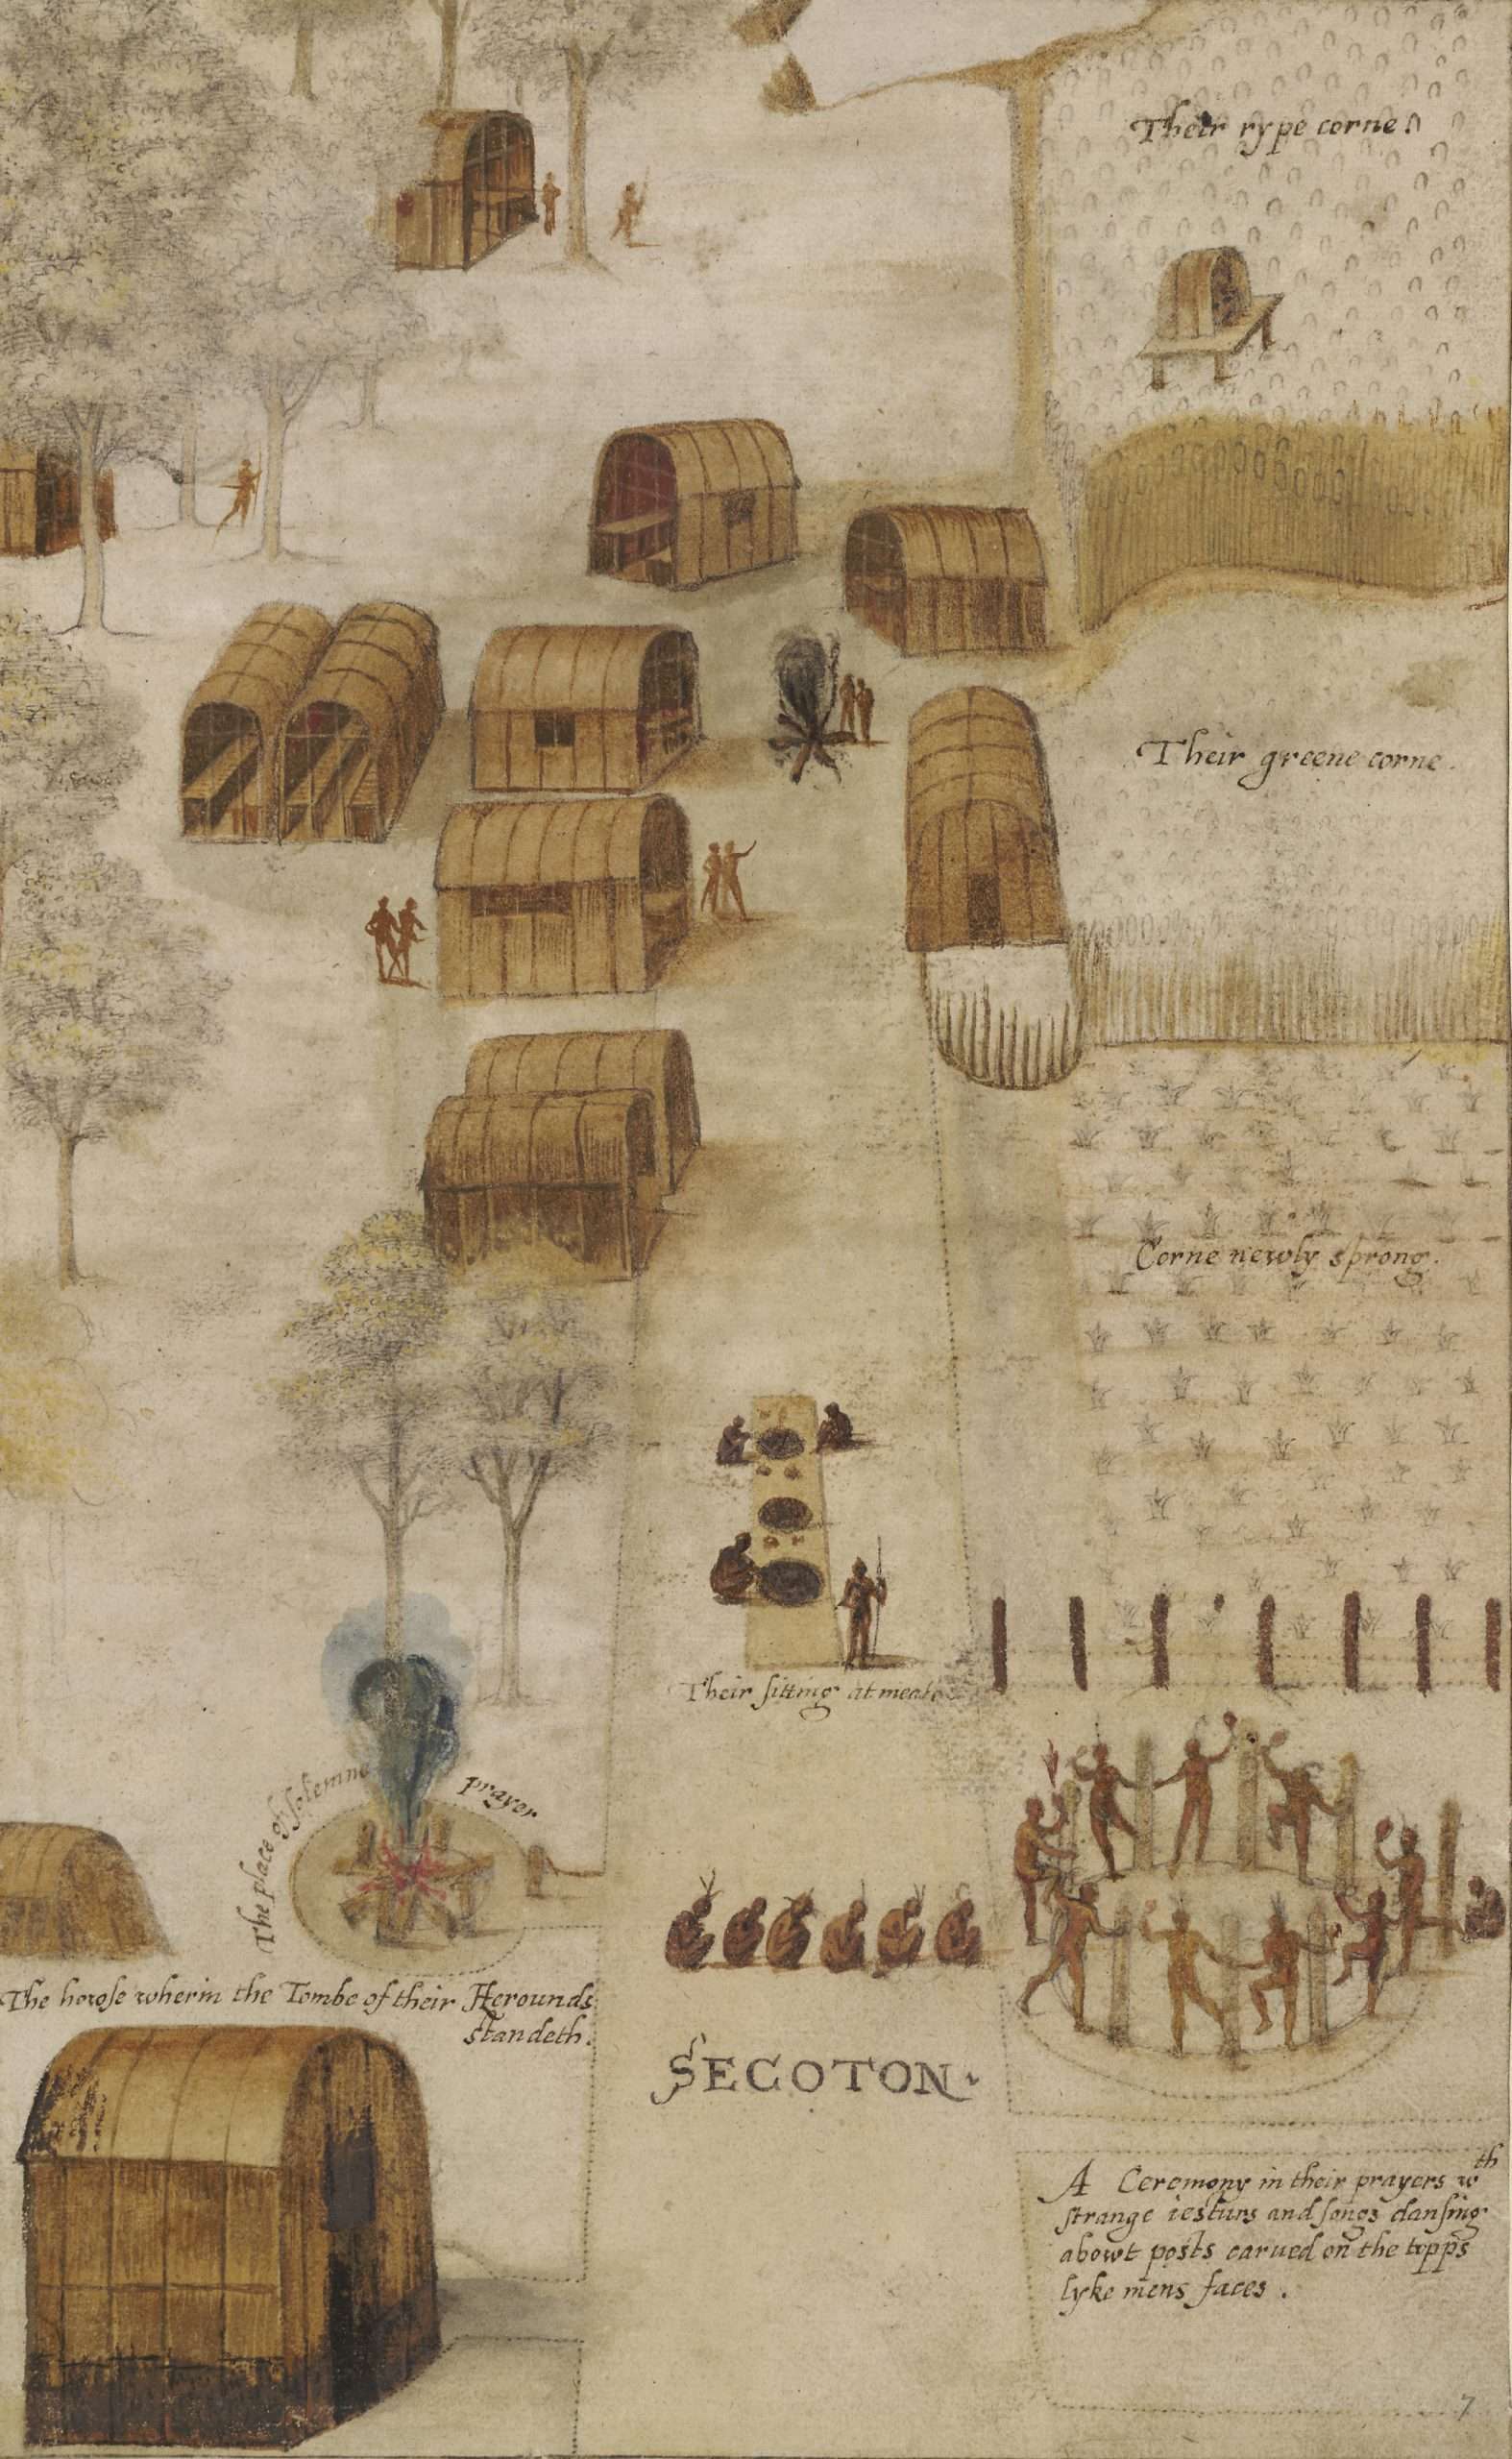 Their rype corne.
Their greene corne.
Corne newly sprong.
Their sitting at meate
The place of solemne prayer
The howse wherin the Tombe of their Herounds
standeth.
SECOTON.
A Ceremony in their prayers wth
strange iesturs and songs dansing
abowt posts carued on the topps
lyke mens faces.
7